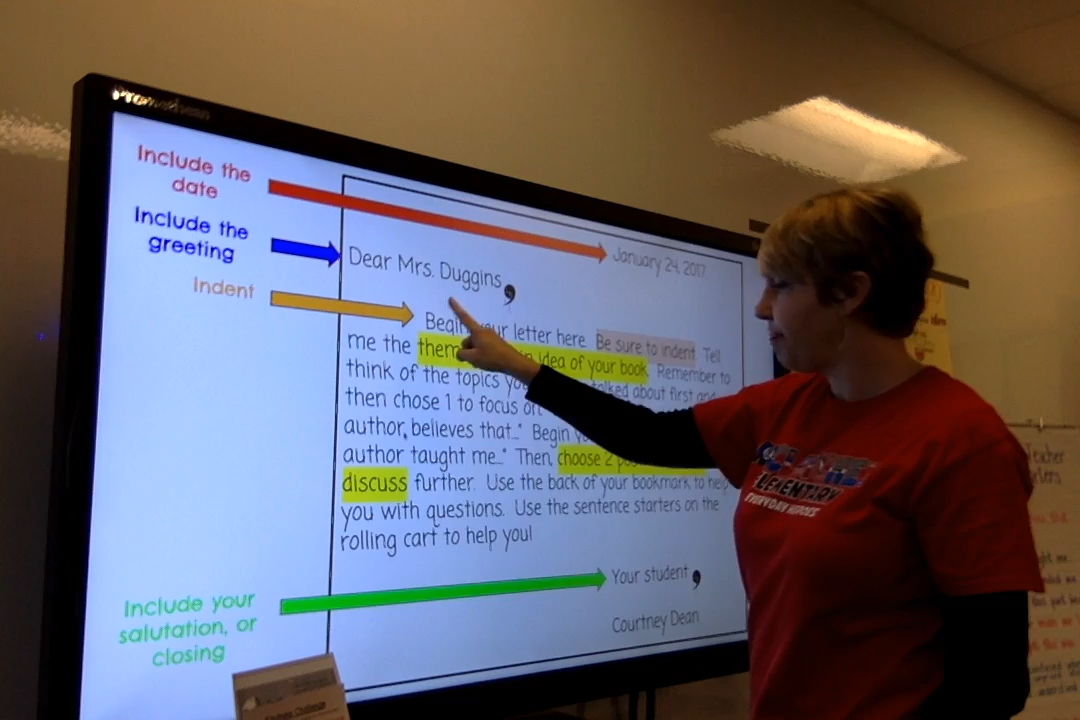 Promethean
Include the
date
January 24, 2017
Include the
greeting
Dear Mrs. Duggins,
Indent
Begin your letter here. Be sure to indent. Tell
me the idea of your book. Remember to
think of the topics talked about first and
then chose 1 to focus on
author, believes that..." Begin
author taught me..." Then, choose 2
discuss further. Use the back of your bookmark to help
you with questions. Use the sentence starters on the
rolling cart to help you!
Include your
salutation, or
closing
Your student,
Courtney Dean
ELEMENTARY
EVERYDAY HEROES
Teacher